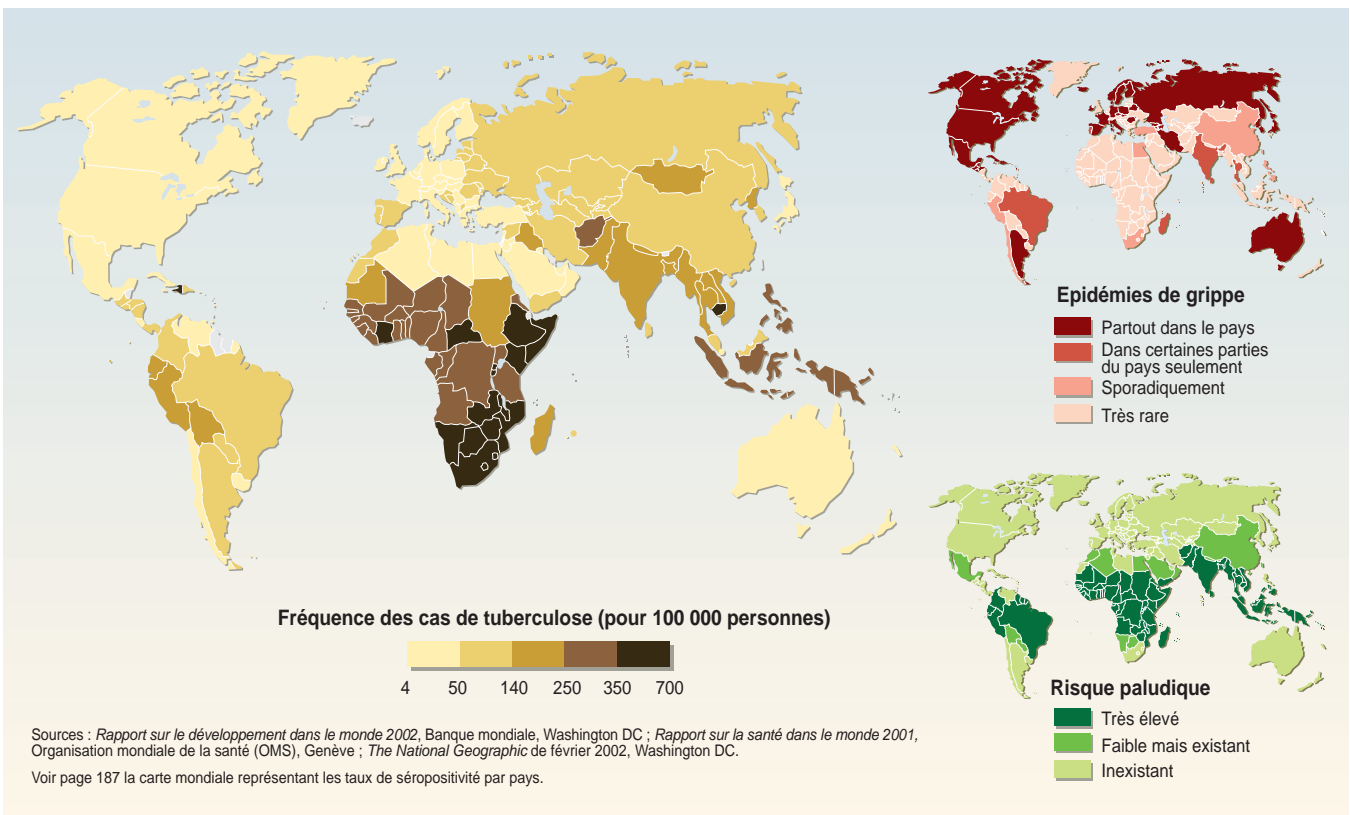 Epidémies de grippe
Partout dans le pays
Dans certaines parties
du pays seulement
Sporadiquement
Très rare
Fréquence des cas de tuberculose (pour 100 000 personnes)
4 50 140 250 350 700
Risque paludique
Très élevé
Faible mais existant
Inexistant
Sources : Rapport sur le développement dans le monde 2002, Banque mondiale, Washington DC ; Rapport sur la santé dans le monde 2001,
Organisation mondiale de la santé (OMS), Genève ; The National Geographic de février 2002, Washington DC.
Voir page 187 la carte mondiale représentant les taux de séropositivité par pays.